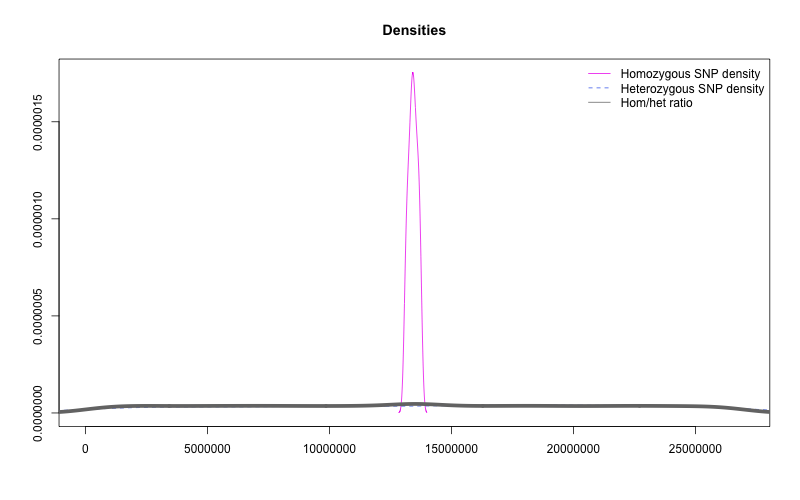 Densities
Homozygous SNP density
Heterozygous SNP density
Hom/het ratio
0.0000015
0.0000010
0.0000005
0.0000000
0 5000000 10000000 15000000 20000000 25000000